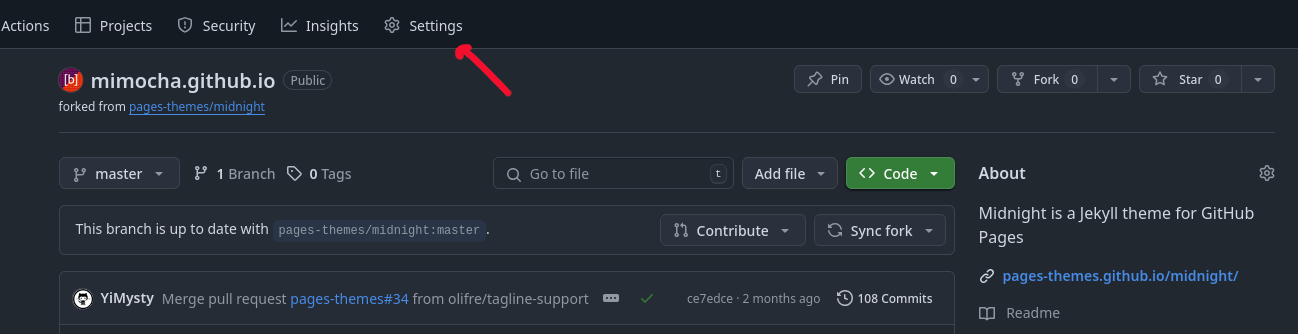 Actions Projects Security Insights Settings
[b] mimocha.github.io Public Pin Watch 0 Fork 0 Star 0
forked from pages-themes/midnight
master 1 Branch 0 Tags Go to file t Add file Code About
Midnight is a Jekyll theme for GitHub
Pages
This branch is up to date with pages-themes/midnight:master. Contribute Sync fork
pages-themes.github.io/midnight/
YiMysty Merge pull request pages-themes#34 from olifre/tagline-support ce7edce · 2 months ago 108 Commits
Readme